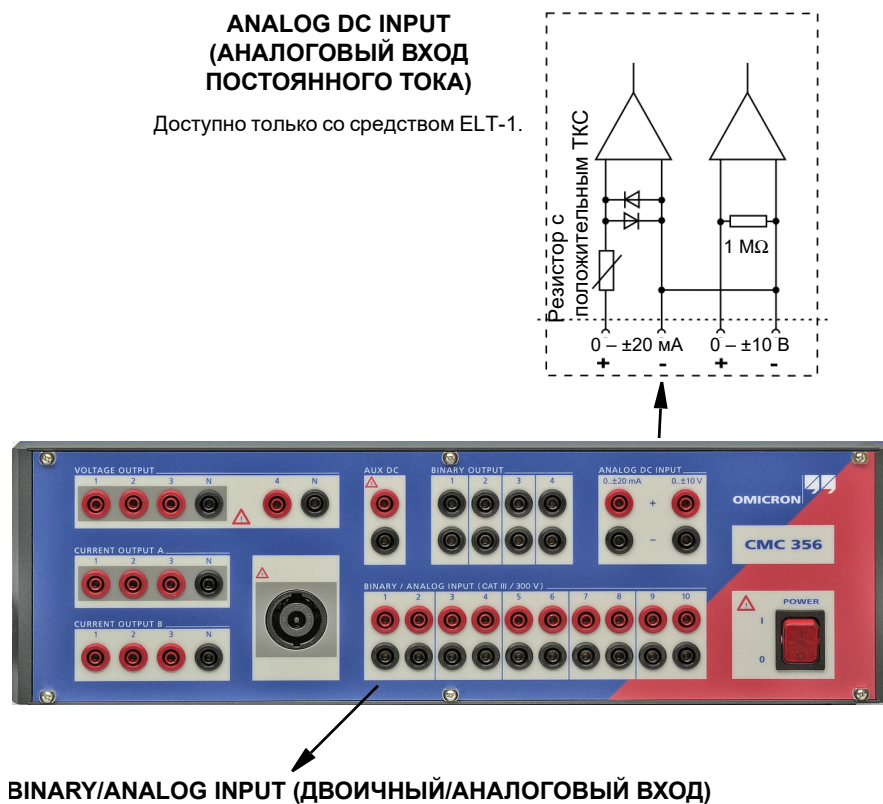 ANALOG DC INPUT
(АНАЛОГОВЫЙ ВХОД
ПОСТОЯННОГО ТОКА)
Доступно только со средством ELT-1.
Резистор с
положительным ТКС
1 MΩ
0 – ±20 мА 0 – ±10 В
+ - + -
VOLTAGE OUTPUT
1 2 3 N 4 N
AUX DC
BINARY OUTPUT
1 2 3 4
ANALOG DC INPUT
0..±20 mA 0..±10 V
+
−
OMICRON
CMC 356
CURRENT OUTPUT A
1 2 3 N
CURRENT OUTPUT B
1 2 3 N
BINARY / ANALOG INPUT (CAT III / 300 V)
1 2 3 4 5 6 7 8 9 10
POWER
I
0
BINARY/ANALOG INPUT (ДВОИЧНЫЙ/АНАЛОГОВЫЙ ВХОД)